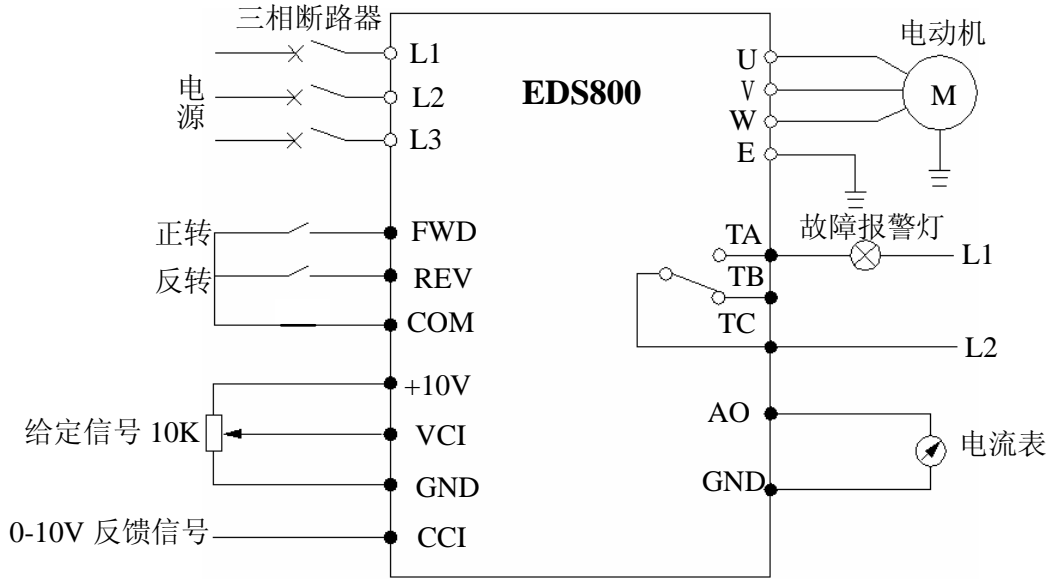 三相断路器
电动机
电源
L1
L2
L3
EDS800
U
V
W
E
M
正转
反转
FWD
REV
COM
TA
TB
TC
故障报警灯
L1
L2
+10V
给定信号 10K
VCI
GND
0-10V 反馈信号
CCI
AO
GND
电流表